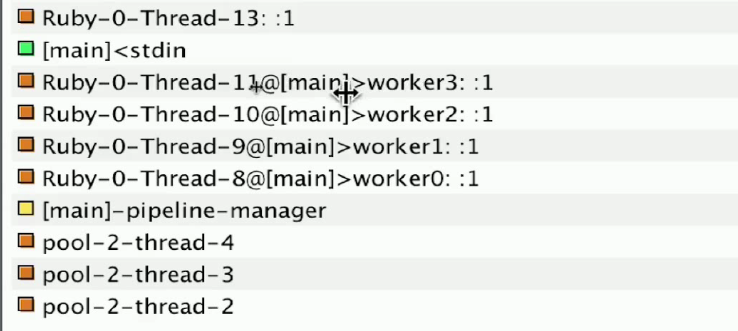 Ruby-0-Thread-13: :1
[main]<stdin
Ruby-0-Thread-11@[main]>worker3: :1
Ruby-0-Thread-10@[main]>worker2: :1
Ruby-0-Thread-9@[main]>worker1: :1
Ruby-0-Thread-8@[main]>worker0: :1
[main]-pipeline-manager
pool-2-thread-4
pool-2-thread-3
pool-2-thread-2